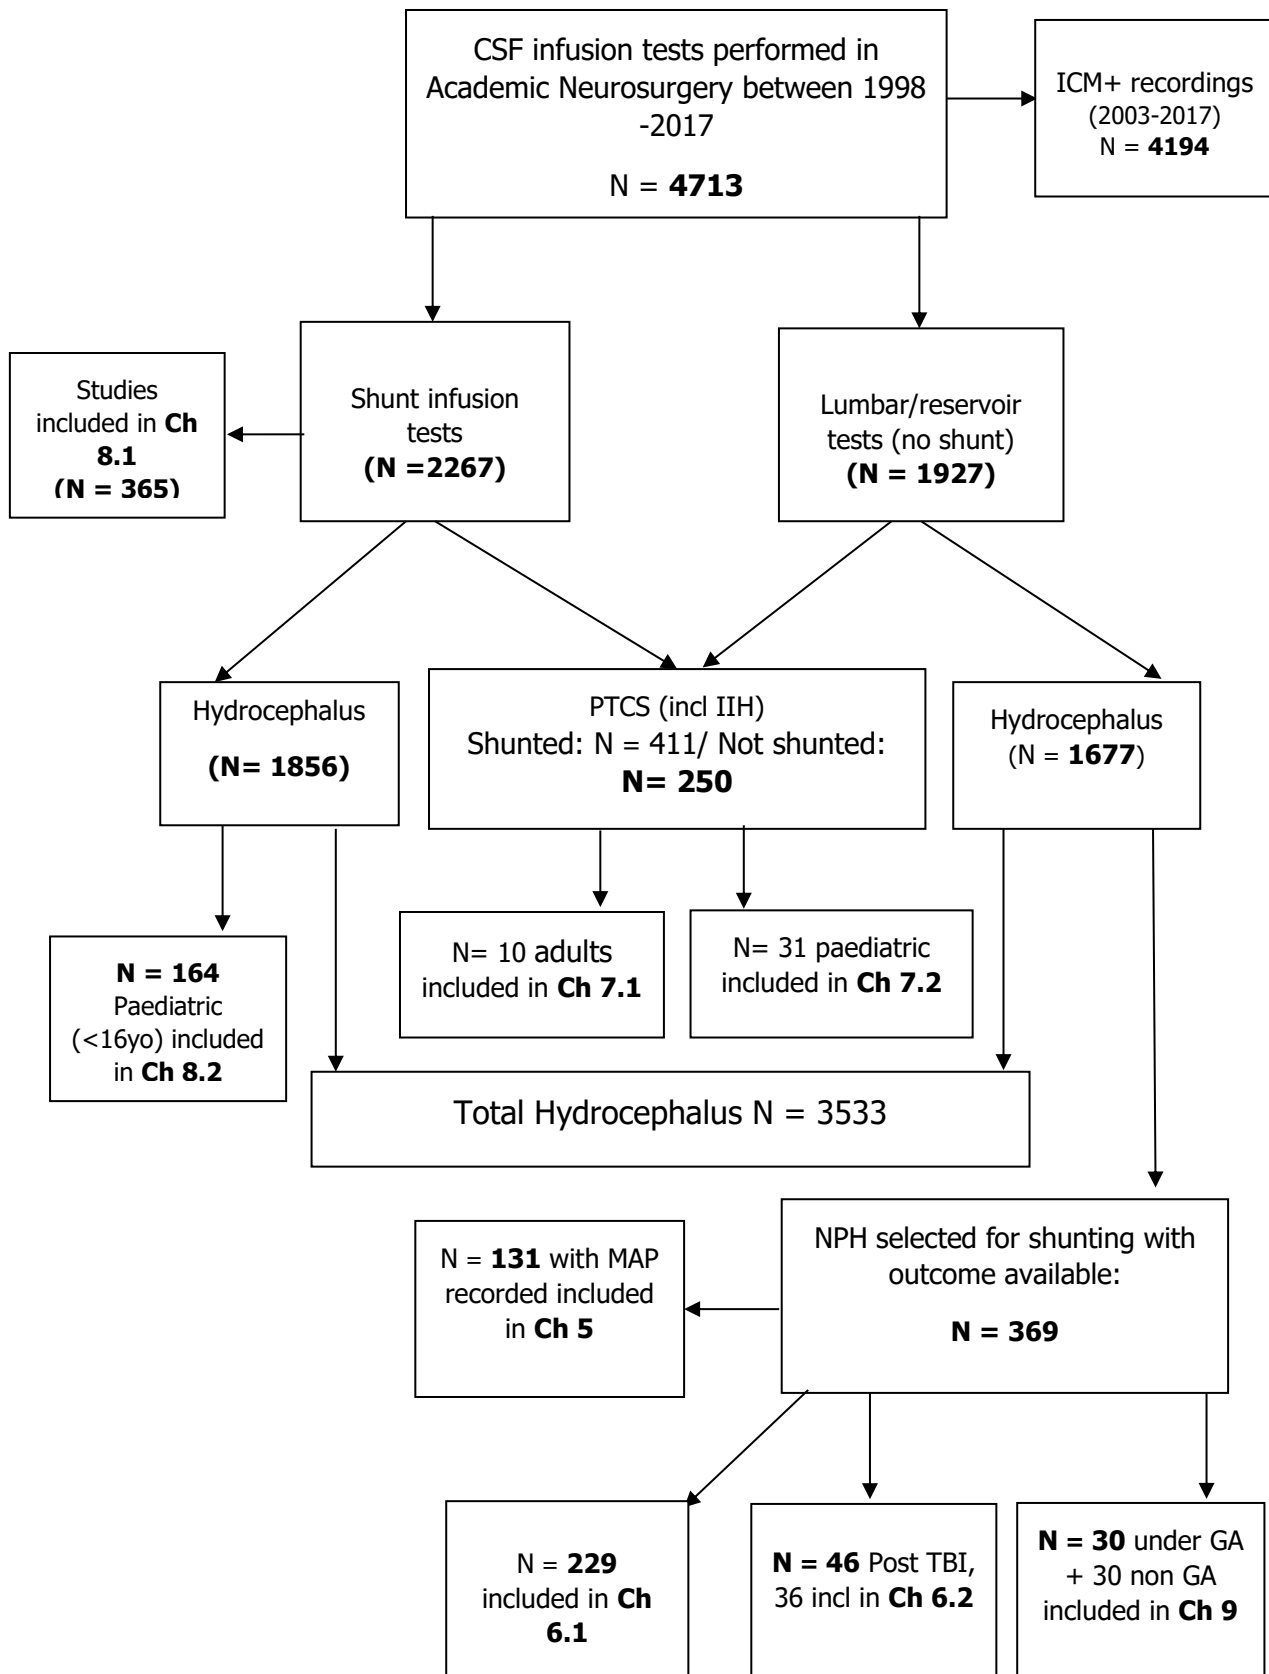 CSF infusion tests performed in
Academic Neurosurgery between 1998
-2017
N = 4713
ICM+ recordings
(2003-2017)
N = 4194
Studies
included in Ch
8.1
(N = 365)
Shunt infusion
tests
(N =2267)
Lumbar/reservoir
tests (no shunt)
(N = 1927)
Hydrocephalus
(N= 1856)
PTCS (incl IIH)
Shunted: N = 411/ Not shunted:
N= 250
Hydrocephalus
(N = 1677)
N = 164
Paediatric
(<16yo) included
in Ch 8.2
N= 10 adults
included in Ch 7.1
N= 31 paediatric
included in Ch 7.2
Total Hydrocephalus N = 3533
N = 131 with MAP
recorded included
in Ch 5
NPH selected for shunting with
outcome available:
N = 369
N = 229
included in Ch
6.1
N = 46 Post TBI,
36 incl in Ch 6.2
N = 30 under GA
+ 30 non GA
included in Ch 9